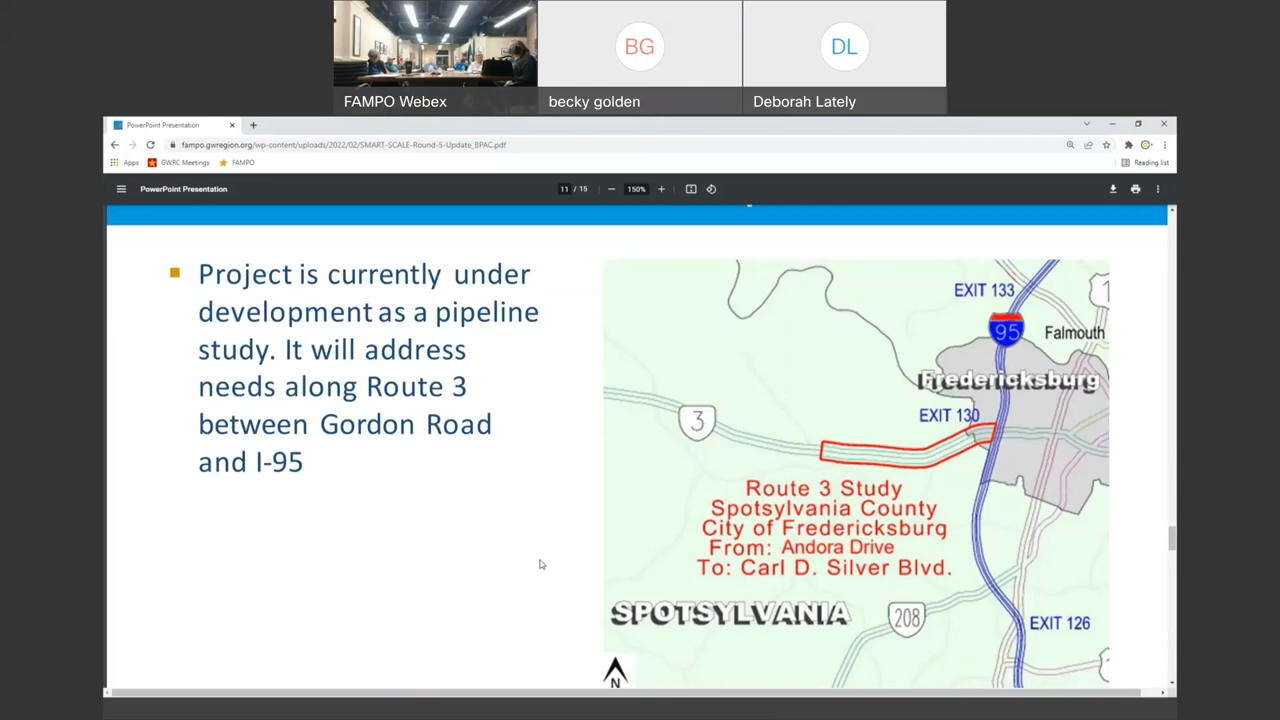 BG
DL
FAMPO Webex
becky golden
Deborah Lately
PowerPoint Presentation
fampo.gwregion.org/wp-content/uploads/2022/02/SMART-SCALE-Round-5-Update_BPAC.pdf
Apps
GWRC Meetings
FAMPO
Reading list
PowerPoint Presentation
11 / 15
150%
Project is currently under
development as a pipeline
study. It will address
needs along Route 3
between Gordon Road
and I-95
EXIT 133
1
95
Falmouth
Fredericksburg
EXIT 130
3
Route 3 Study
Spotsylvania County
City of Fredericksburg
From: Andora Drive
To: Carl D. Silver Blvd.
SPOTSYLVANIA
208
EXIT 126
N